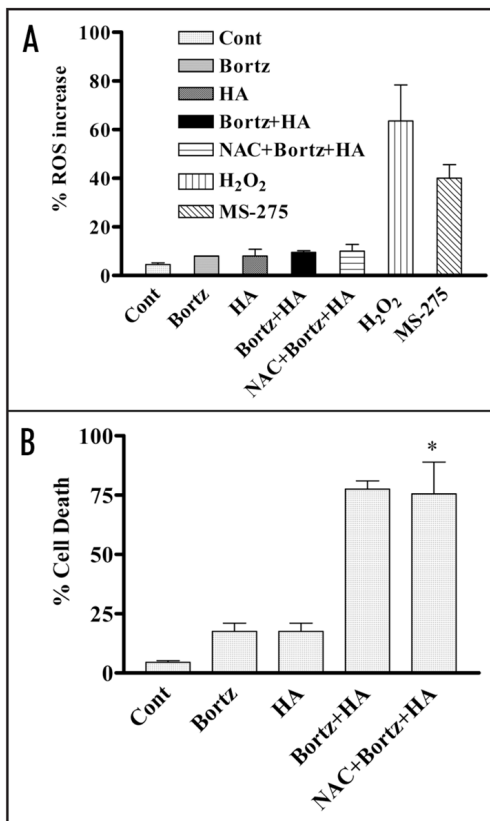 A
% ROS increase
100
80
60
40
20
0
Cont
Bortz
HA
Bortz+HA
NAC+Bortz+HA
H₂O₂
MS-275
Cont
Bortz
HA
Bortz+HA
NAC+Bortz+HA
H₂O₂
MS-275
B
% Cell Death
100
75
50
25
0
*
Cont
Bortz
HA
Bortz+HA
NAC+Bortz+HA